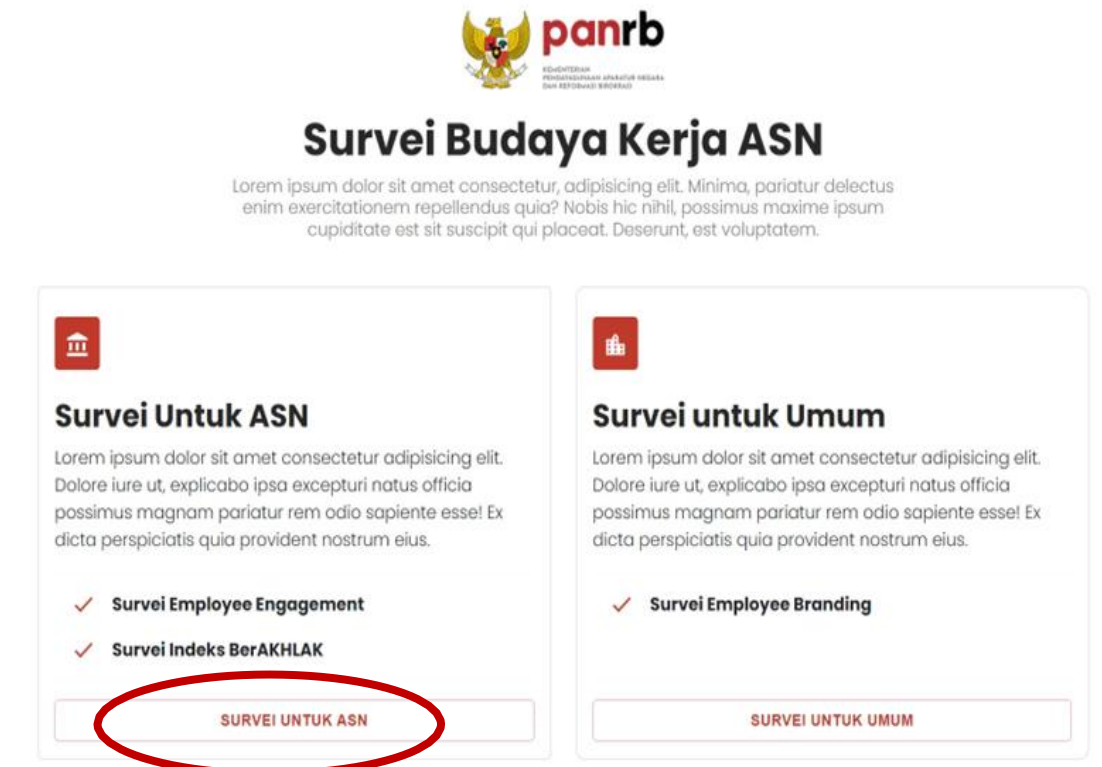 panrb
KEMENTERIAN
PENDAYAGUNAAN APARATUR NEGARA
DAN REFORMASI BIROKRASI
Survei Budaya Kerja ASN
Lorem ipsum dolor sit amet consectetur, adipisicing elit. Minima, pariatur delectus
enim exercitationem repellendus quia? Nobis hic nihil, possimus maxime ipsum
cupiditate est sit suscipit qui placeat. Deserunt, est voluptatem.
Survei Untuk ASN
Lorem ipsum dolor sit amet consectetur adipisicing elit.
Dolore iure ut, explicabo ipsa excepturi natus officia
possimus magnam pariatur rem odio sapiente esse! Ex
dicta perspiciatis quia provident nostrum eius.
Survei Employee Engagement
Survei Indeks BerAKHLAK
SURVEI UNTUK ASN
Survei untuk Umum
Lorem ipsum dolor sit amet consectetur adipisicing elit.
Dolore iure ut, explicabo ipsa excepturi natus officia
possimus magnam pariatur rem odio sapiente esse! Ex
dicta perspiciatis quia provident nostrum eius.
Survei Employee Branding
SURVEI UNTUK UMUM